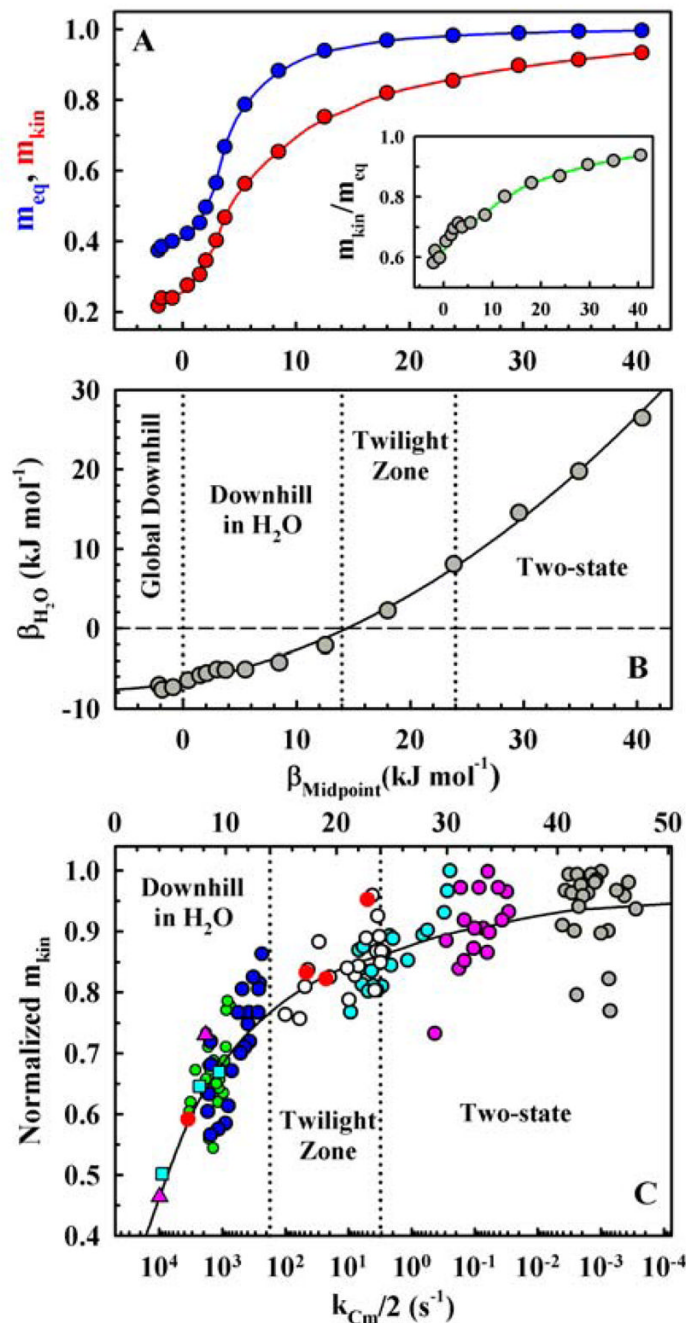 A
1.0
0.8
0.6
0.4
0.2
m_eq, m_kin
1.0
0.8
0.6
m_kin/m_eq
0 10 20 30 40
0 10 20 30 40
30
20
10
0
-10
β_H₂O (kJ mol⁻¹)
Global Downhill
Downhill
in H₂O
Twilight
Zone
Two-state
B
0 10 20 30 40
β_Midpoint(kJ mol⁻¹)
0 10 20 30 40 50
1.0
0.9
0.8
0.7
0.6
0.5
0.4
Normalized m_kin
Downhill
in H₂O
Twilight
Zone
Two-state
C
10⁴ 10³ 10² 10¹ 10⁰ 10⁻¹ 10⁻² 10⁻³ 10⁻⁴
k_Cm/2 (s⁻¹)